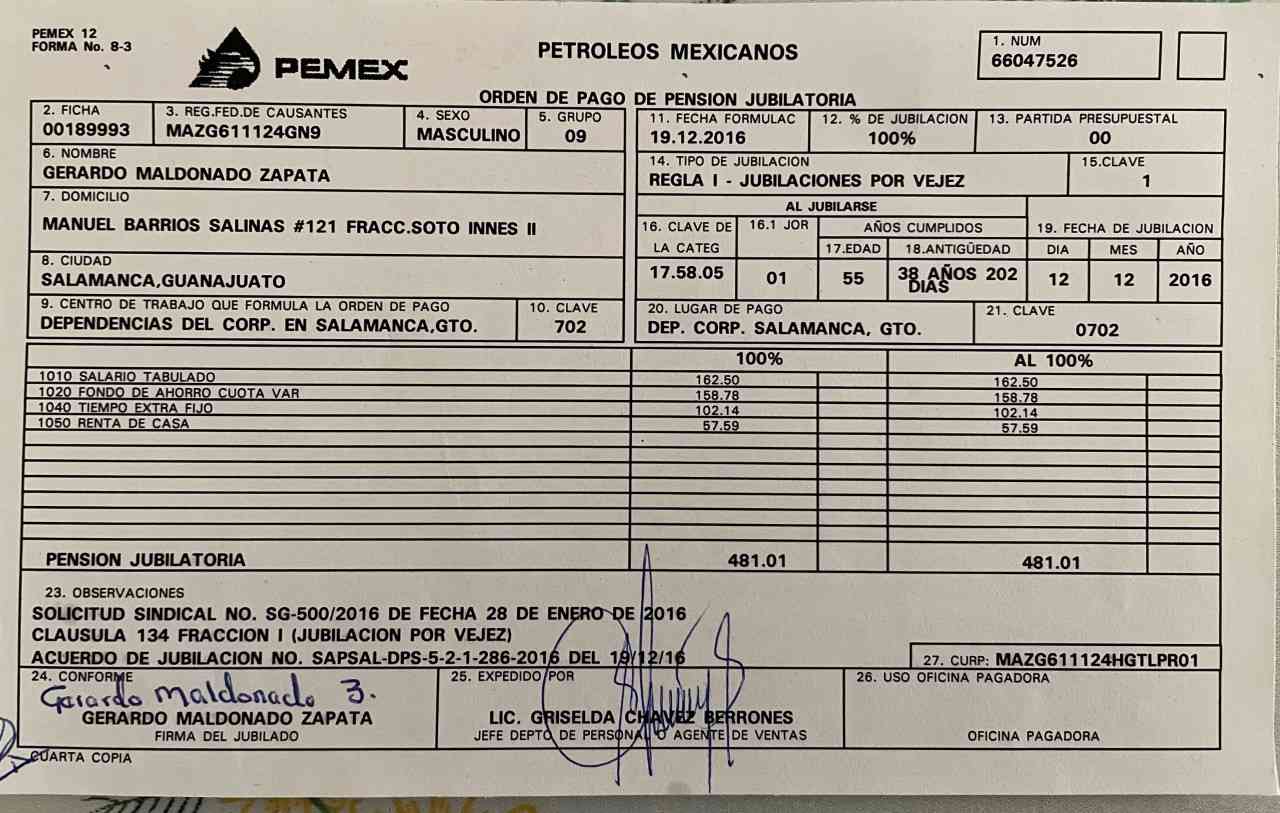 PEMEX 12
FORMA No. 8-3
PEMEX
PETROLEOS MEXICANOS
1. NUM
66047526
ORDEN DE PAGO DE PENSION JUBILATORIA
2. FICHA
00189993
3. REG.FED.DE CAUSANTES
MAZG611124GN9
4. SEXO
MASCULINO
5. GRUPO
09
6. NOMBRE
GERARDO MALDONADO ZAPATA
7. DOMICILIO
MANUEL BARRIOS SALINAS #121 FRACC.SOTO INNES II
8. CIUDAD
SALAMANCA,GUANAJUATO
9. CENTRO DE TRABAJO QUE FORMULA LA ORDEN DE PAGO
DEPENDENCIAS DEL CORP. EN SALAMANCA,GTO.
10. CLAVE
702
11. FECHA FORMULAC
19.12.2016
12. % DE JUBILACION
100%
13. PARTIDA PRESUPUESTAL
00
14. TIPO DE JUBILACION
REGLA I - JUBILACIONES POR VEJEZ
15.CLAVE
1
AL JUBILARSE
16. CLAVE DE
LA CATEG
17.58.05
16.1 JOR
01
AÑOS CUMPLIDOS
17.EDAD
55
18.ANTIGÜEDAD
38 AÑOS 202
DIAS
19. FECHA DE JUBILACION
DIA MES AÑO
12 12 2016
20. LUGAR DE PAGO
DEP. CORP. SALAMANCA, GTO.
21. CLAVE
0702
100% AL 100%
1010 SALARIO TABULADO 162.50 162.50
1020 FONDO DE AHORRO CUOTA VAR 158.78 158.78
1040 TIEMPO EXTRA FIJO 102.14 102.14
1050 RENTA DE CASA 57.59 57.59
PENSION JUBILATORIA 481.01 481.01
23. OBSERVACIONES
SOLICITUD SINDICAL NO. SG-500/2016 DE FECHA 28 DE ENERO DE 2016
CLAUSULA 134 FRACCION I (JUBILACION POR VEJEZ)
ACUERDO DE JUBILACION NO. SAPSAL-DPS-5-2-1-286-2016 DEL 19/12/16
27. CURP: MAZG611124HGTLPR01
24. CONFORME
Gerardo Maldonado Z.
GERARDO MALDONADO ZAPATA
FIRMA DEL JUBILADO
25. EXPEDIDO POR
LIC. GRISELDA CHAVEZ BERRONES
JEFE DEPTO DE PERSONAL O AGENTE DE VENTAS
26. USO OFICINA PAGADORA
OFICINA PAGADORA
CUARTA COPIA